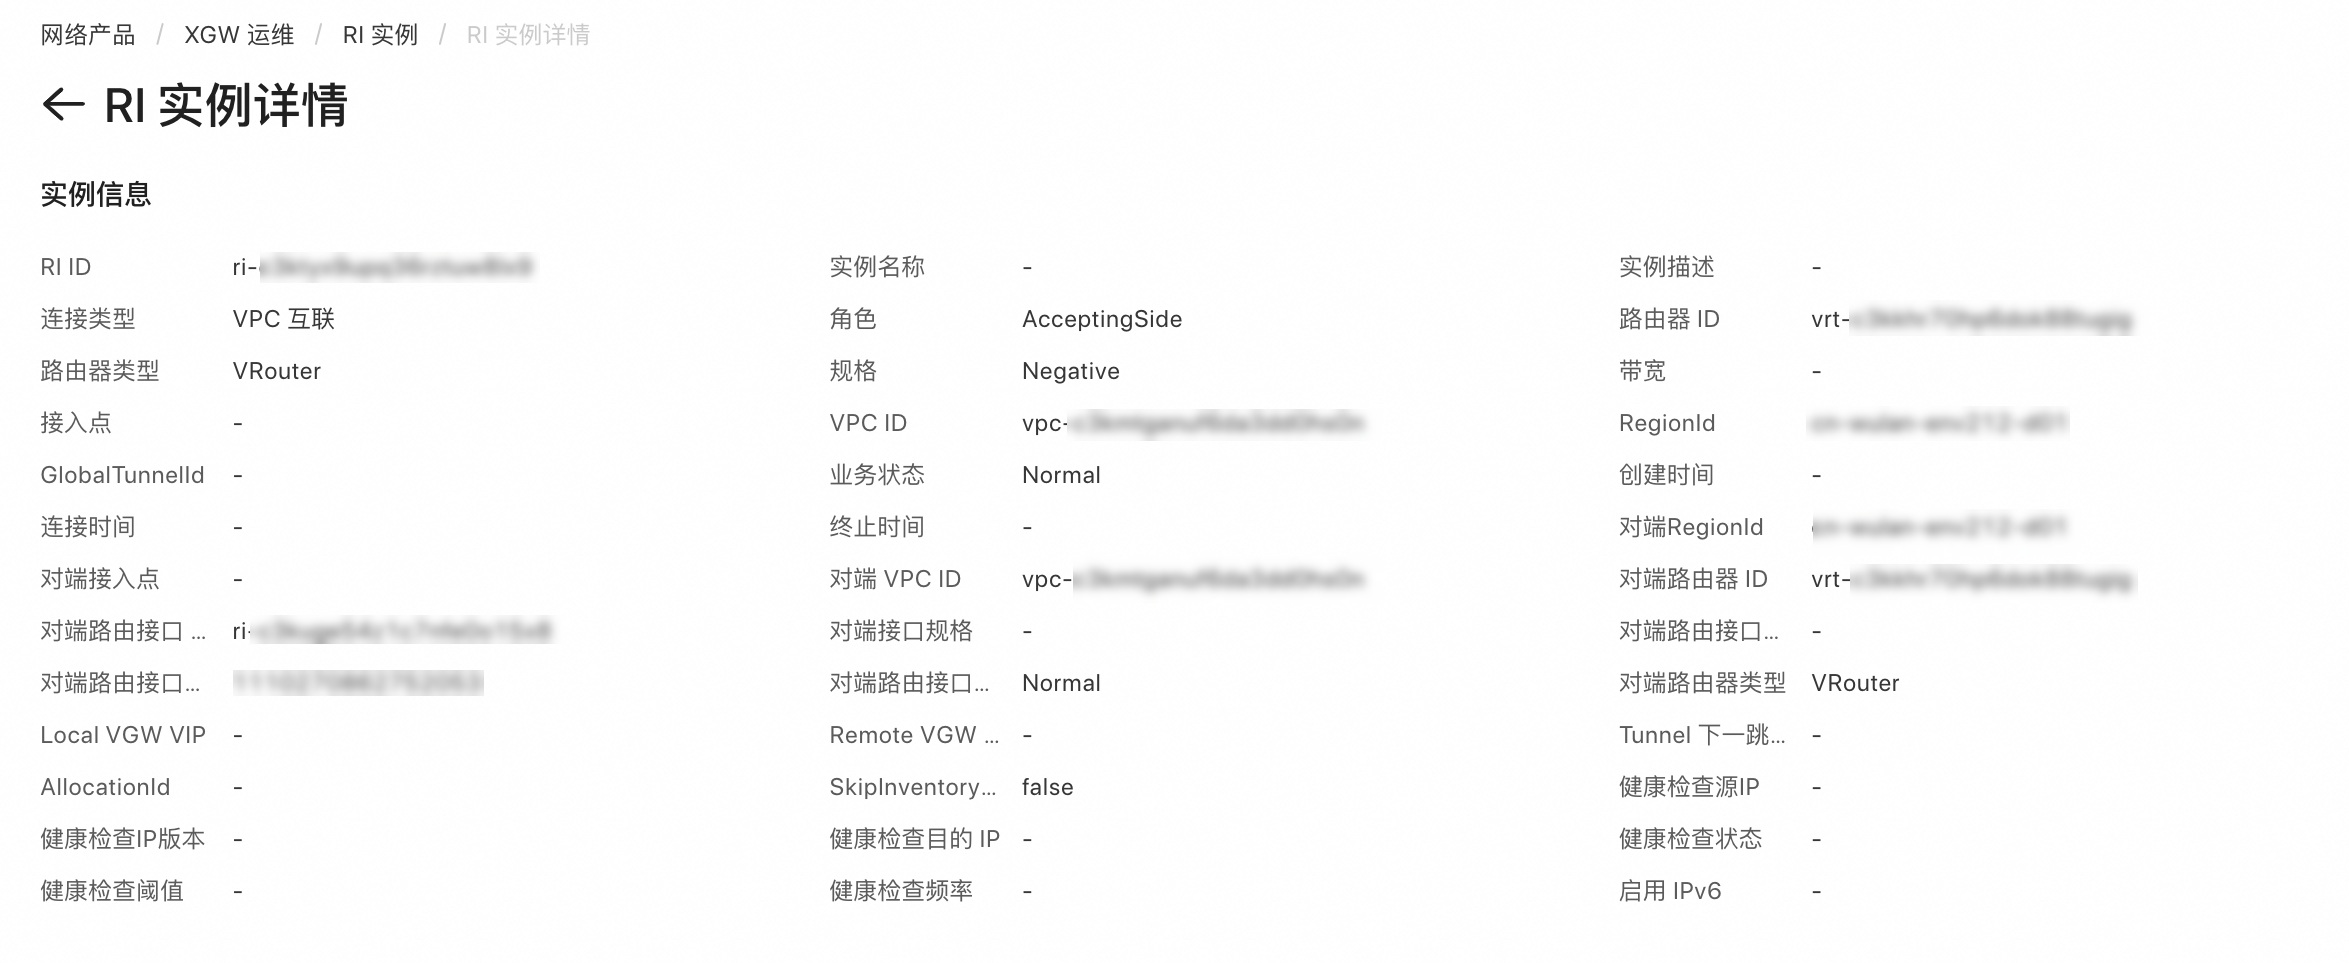 网络产品 / XGW 运维 / RI 实例 / RI 实例详情
← RI 实例详情
实例信息
RI ID ri- 实例名称 - 实例描述 -
连接类型 VPC 互联 角色 AcceptingSide 路由器 ID vrt-
路由器类型 VRouter 规格 Negative 带宽 -
接入点 - VPC ID vpc- RegionId
GlobalTunnelId - 业务状态 Normal 创建时间 -
连接时间 - 终止时间 - 对端RegionId
对端接入点 - 对端 VPC ID vpc- 对端路由器 ID vrt-
对端路由接口 ... ri- 对端接口规格 - 对端路由接口... -
对端路由接口... 对端路由接口... Normal 对端路由器类型 VRouter
Local VGW VIP - Remote VGW ... - Tunnel 下一跳... -
AllocationId - SkipInventory... false 健康检查源IP -
健康检查IP版本 - 健康检查目的 IP - 健康检查状态 -
健康检查阈值 - 健康检查频率 - 启用 IPv6 -